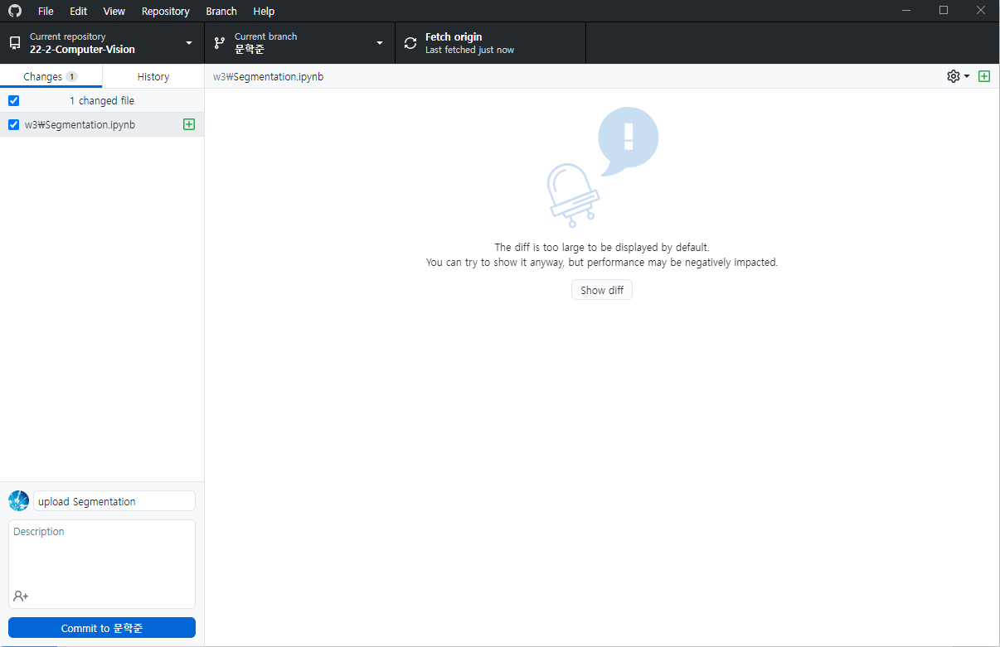 File Edit View Repository Branch Help
Current repository
22-2-Computer-Vision
Current branch
문학준
Fetch origin
Last fetched just now
Changes 1
History
w3₩Segmentation.ipynb
1 changed file
w3₩Segmentation.ipynb
The diff is too large to be displayed by default.
You can try to show it anyway, but performance may be negatively impacted.
Show diff
upload Segmentation
Description
Commit to 문학준